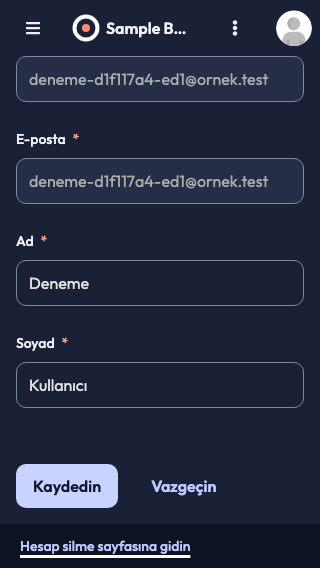 Sample B...
deneme-d1f117a4-ed1@ornek.test
E-posta *
deneme-d1f117a4-ed1@ornek.test
Ad *
Deneme
Soyad *
Kullanıcı
Kaydedin Vazgeçin
Hesap silme sayfasına gidin